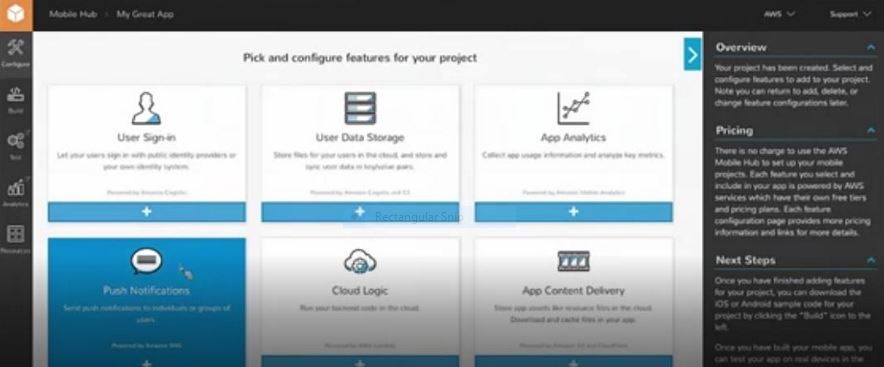 Mobile Hub > My Great App
AWS
Support
Configure
Build
Test
Analytics
Resources
Pick and configure features for your project
User Sign-in
Let your users sign in with public identity providers or
your own identity system.
Powered by Amazon Cognito
+
User Data Storage
Store files for your users in the cloud, and store and
sync user data in key/value pairs.
Powered by Amazon Cognito and S3
+
App Analytics
Collect app usage information and analyze key metrics.
Powered by Amazon Mobile Analytics
+
Rectangular Snip
Push Notifications
Send push notifications to individuals or groups of
users.
Powered by Amazon SNS
+
Cloud Logic
Run your backend code in the cloud.
Powered by AWS Lambda
+
App Content Delivery
Store app assets like resource files in the cloud.
Download and cache files in your app.
Powered by Amazon S3 and CloudFront
+
Overview
Your project has been created. Select and
configure features to add to your project.
Note you can return to add, delete, or
change feature configurations later.
Pricing
There is no charge to use the AWS
Mobile Hub to set up your mobile
projects. Each feature you select and
include in your app is powered by AWS
services which have their own free tiers
and pricing plans. Each feature
configuration page provides more pricing
information and links for more details.
Next Steps
Once you have finished adding features
for your project, you can download the
iOS or Android sample code for your
project by clicking the "Build" icon to the
left.
Once you have built your mobile app, you
can test your app on real devices in the